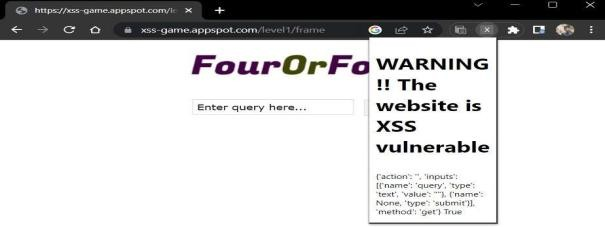 https://xss-game.appspot.com/le
xss-game.appspot.com/level1/frame
FourOrFo
Enter query here...
WARNING
!! The
website is
XSS
vulnerable
{'action': '', 'inputs':
[{'name': 'query', 'type':
'text', 'value': ''}, {'name':
None, 'type': 'submit'}],
'method': 'get'} True